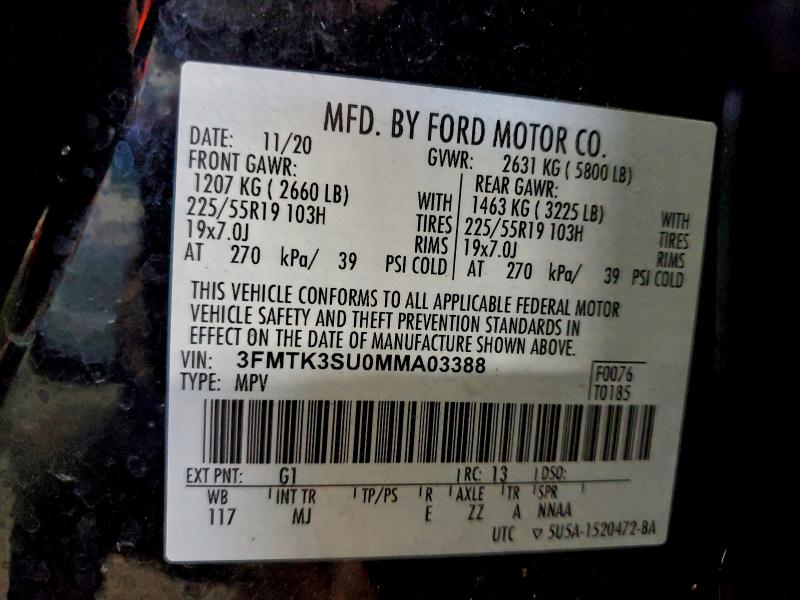 MFD. BY FORD MOTOR CO.
DATE: 11/20 GVWR: 2631 KG ( 5800 LB)
FRONT GAWR: REAR GAWR:
1207 KG ( 2660 LB) WITH 1463 KG ( 3225 LB) WITH
225/55R19 103H TIRES 225/55R19 103H TIRES
19x7.0J RIMS 19x7.0J RIMS
AT 270 kPa/ 39 PSI COLD AT 270 kPa/ 39 PSI COLD
THIS VEHICLE CONFORMS TO ALL APPLICABLE FEDERAL MOTOR
VEHICLE SAFETY AND THEFT PREVENTION STANDARDS IN
EFFECT ON THE DATE OF MANUFACTURE SHOWN ABOVE.
VIN: 3FMTK3SU0MMA03388
TYPE: MPV
F0076
T0185
EXT PNT: G1 RC: 13 DSO:
WB INT TR TP/PS R AXLE TR SPR
117 MJ E ZZ A NNAA
UTC ▽ 5U5A-1520472-BA